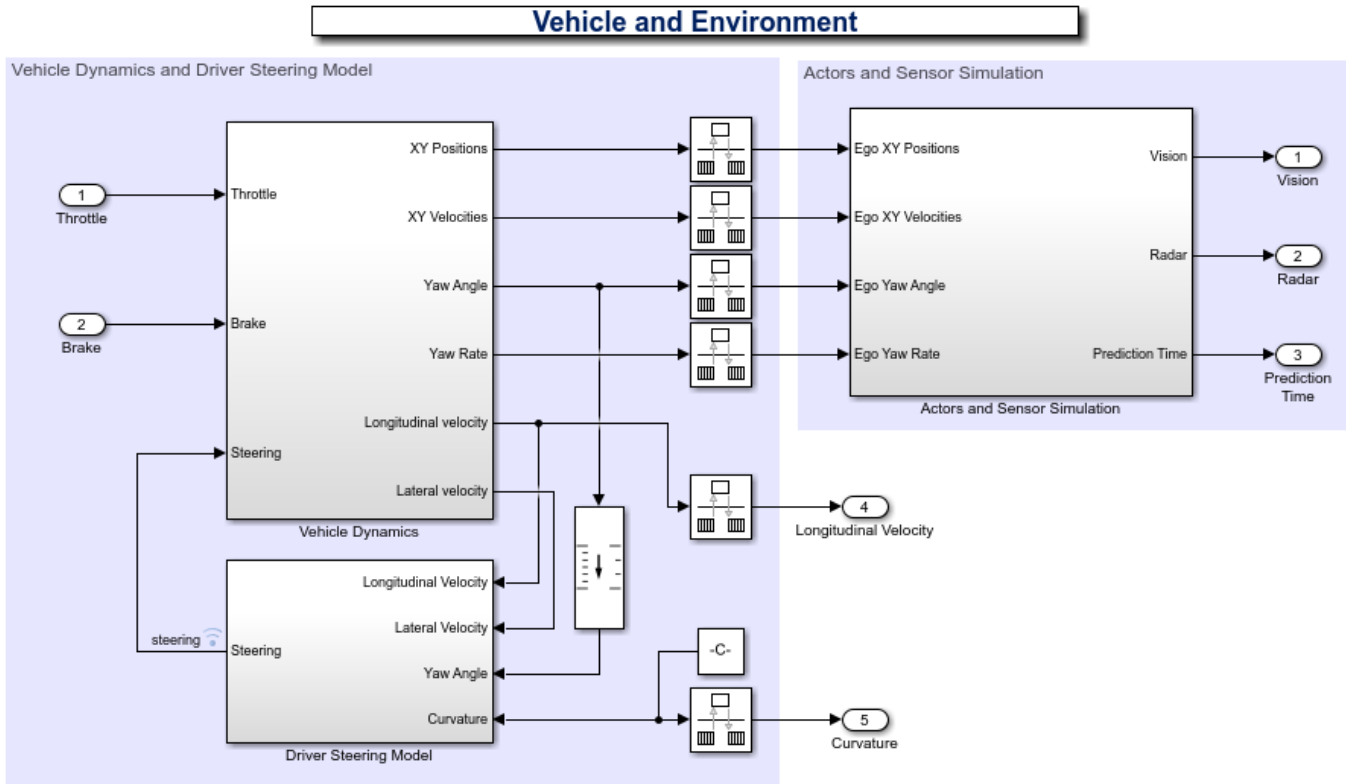 Vehicle and Environment
Vehicle Dynamics and Driver Steering Model
Actors and Sensor Simulation
1
Throttle
2
Brake
Throttle
Brake
Steering
XY Positions
XY Velocities
Yaw Angle
Yaw Rate
Longitudinal velocity
Lateral velocity
Vehicle Dynamics
Ego XY Positions
Ego XY Velocities
Ego Yaw Angle
Ego Yaw Rate
Vision
Radar
Prediction Time
Actors and Sensor Simulation
1
Vision
2
Radar
3
Prediction
Time
4
Longitudinal Velocity
steering
Steering
Longitudinal Velocity
Lateral Velocity
Yaw Angle
Curvature
Driver Steering Model
-C-
5
Curvature